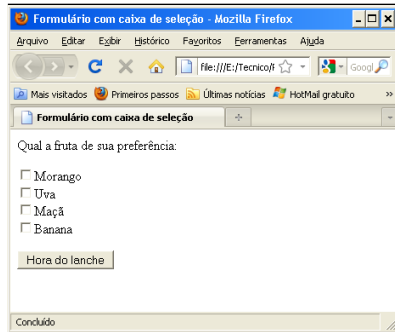 Formulário com caixa de seleção - Mozilla Firefox
Arquivo Editar Exibir Histórico Favoritos Ferramentas Ajuda
file:///E:/Tecnico/F Googl
Mais visitados Primeiros passos Últimas notícias HotMail gratuito »
Formulário com caixa de seleção
Qual a fruta de sua preferência:
Morango
Uva
Maçã
Banana
Hora do lanche
Concluído